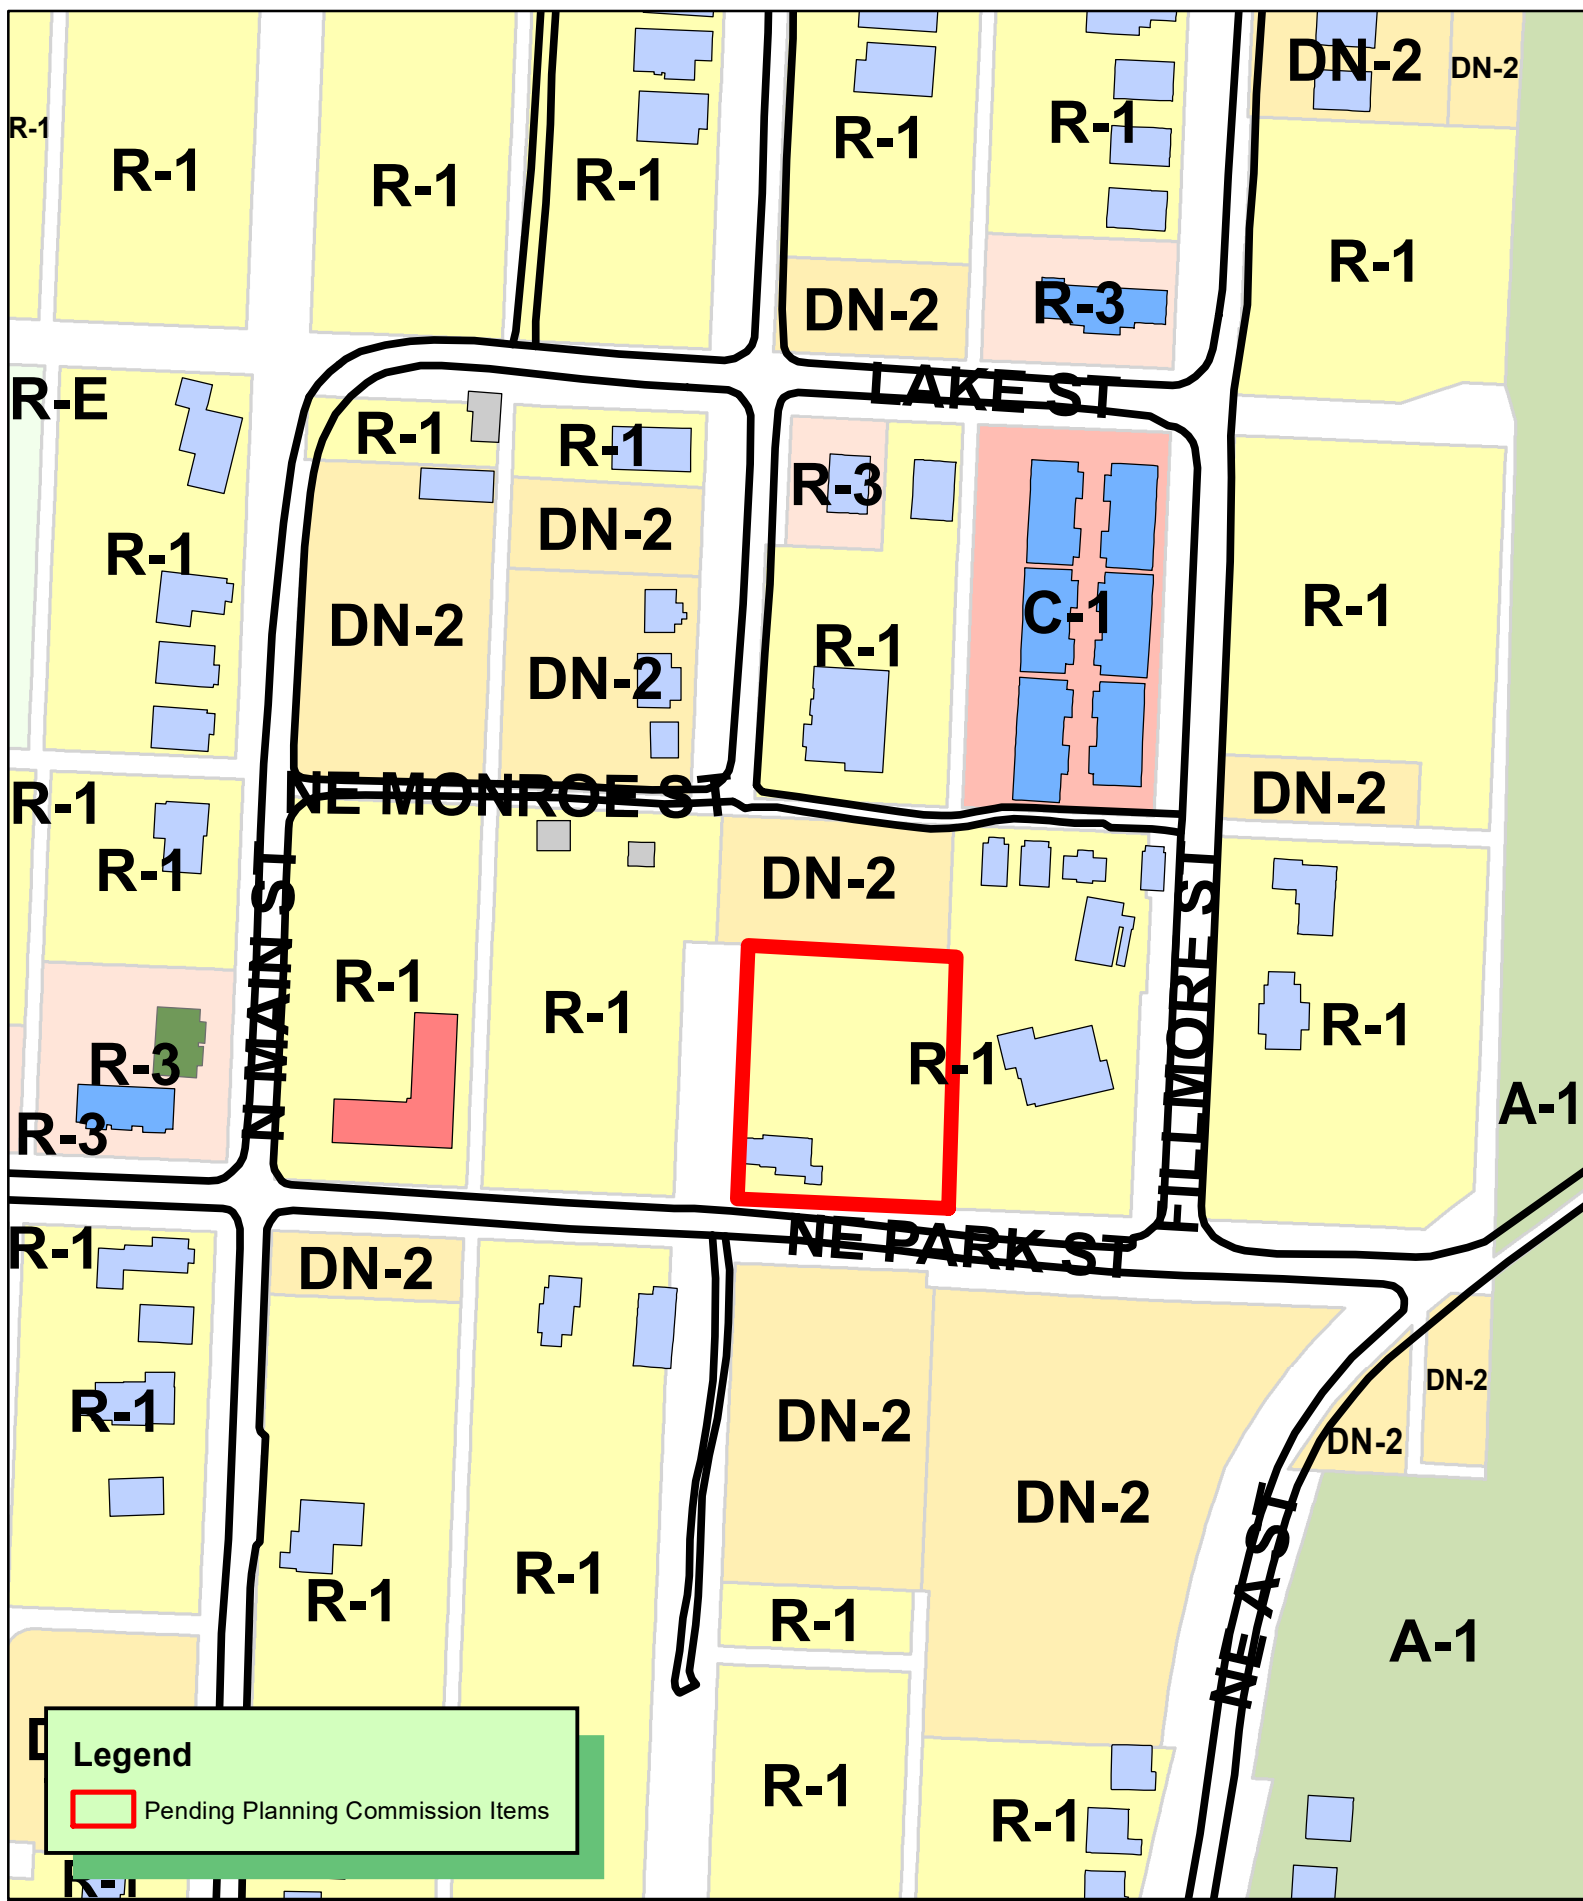 DN-2
DN-2
R-1
R-1
R-1
R-1
R-1
R-1
R-1
R-3
DN-2
LAKE ST
R-E
R-1
R-1
R-3
DN-2
R-1
R-1
C-1
DN-2
R-1
DN-2
NE MONROE ST
DN-2
R-1
R-1
DN-2
N MAIN ST
FILLMORE ST
R-1
R-1
R-1
R-1
R-3
A-1
R-3
NE PARK ST
R-1
DN-2
DN-2
R-1
DN-2
DN-2
DN-2
NE A ST
R-1
R-1
R-1
A-1
Legend
Pending Planning Commission Items
R-1
R-1
R-1